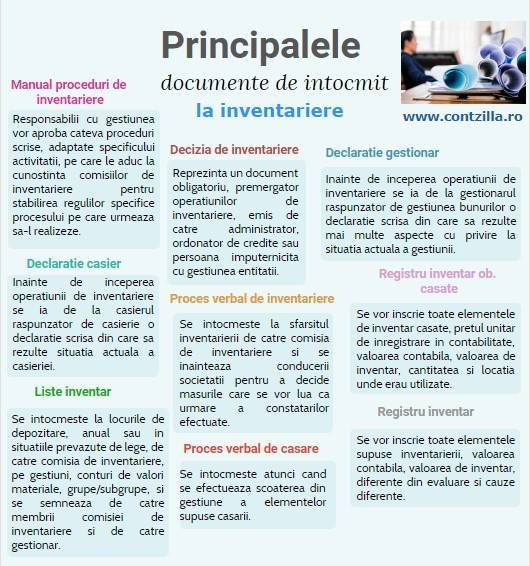 Principalele
documente de intocmit
la inventariere
www.contzilla.ro
Manual proceduri de
inventariere
Responsabilii cu gestiunea
vor aproba cateva proceduri
scrise, adaptate specificului
activitatii, pe care le aduc la
cunostinta comisiilor de
inventariere pentru
stabilirea regulilor specifice
procesului pe care urmeaza
sa-l realizeze.
Declaratie casier
Inainte de inceperea
operatiunii de inventariere
se ia de la casierul
raspunzator de casierie o
declaratie scrisa din care sa
rezulte situatia actuala a
casieriei.
Liste inventar
Se intocmeste la locurile de
depozitare, anual sau in
situatiile prevazute de lege, de
catre comisia de inventariere,
pe gestiuni, conturi de valori
materiale, grupe/subgrupe, si
se semneaza de catre
membrii comisiei de
inventariere si de catre
gestionar.
Decizia de inventariere
Reprezinta un document
obligatoriu, premergator
operatiunilor de
inventariere, emis de
catre administrator,
ordonator de credite sau
persoana imputernicita
cu gestiunea entitatii.
Proces verbal de inventariere
Se intocmeste la sfarsitul
inventarierii de catre comisia
de inventariere si se
inainteaza conducerii
societatii pentru a decide
masurile care se vor lua ca
urmare a constatarilor
efectuate.
Proces verbal de casare
Se intocmeste atunci cand
se efectueaza scoaterea din
gestiune a elementelor
supuse casarii.
Declaratie gestionar
Inainte de inceperea operatiunii de
inventariere se ia de la gestionarul
raspunzator de gestiunea bunurilor o
declaratie scrisa din care sa rezulte
mai multe aspecte cu privire la
situatia actuala a gestiunii.
Registru inventar ob.
casate
Se vor inscrie toate elementele
de inventar casate, pretul unitar
de inregistrare in contabilitate,
valoarea contabila, valoarea de
inventar, cantitatea si locatia
unde erau utilizate.
Registru inventar
Se vor inscrie toate elementele
supuse inventarierii, valoarea
contabila, valoarea de inventar,
diferente din evaluare si cauze
diferente.